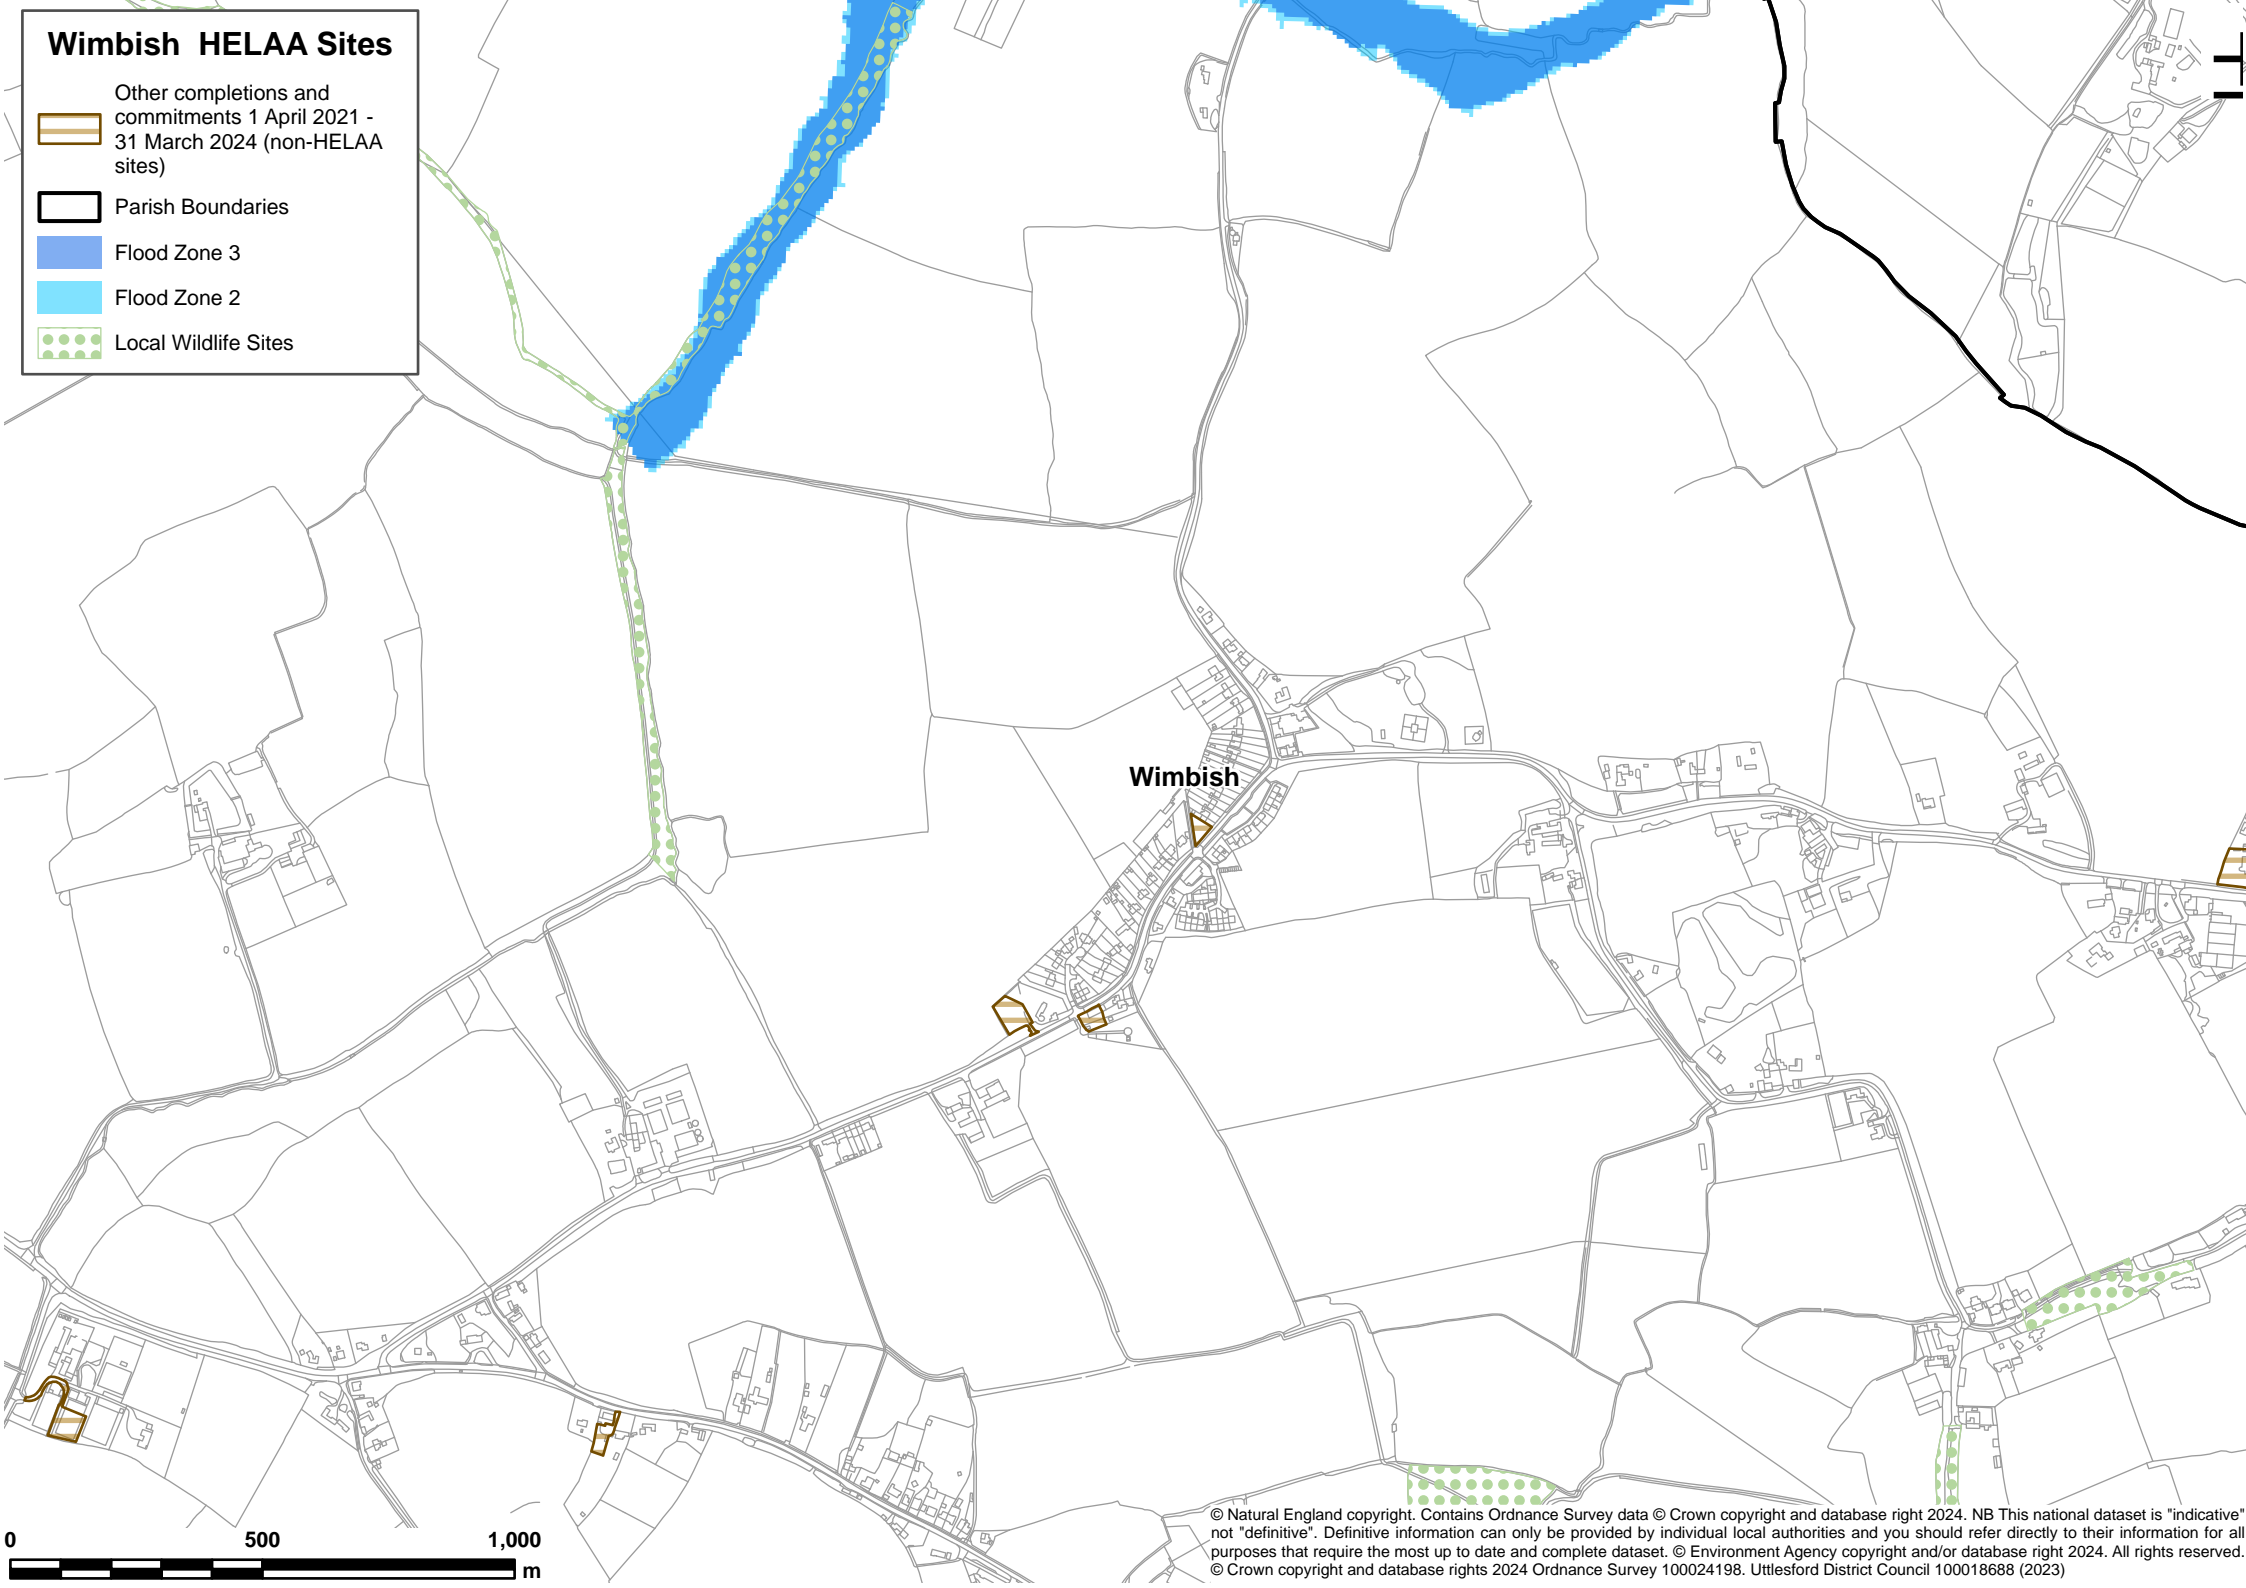 Wimbish  HELAA Sites
Other completions and
commitments 1 April 2021 -
31 March 2024 (non-HELAA
sites)
Parish Boundaries
Flood Zone 3
Flood Zone 2
Local Wildlife Sites
Wimbish
0 500 1,000
m
© Natural England copyright. Contains Ordnance Survey data © Crown copyright and database right 2024. NB This national dataset is "indicative"
not "definitive". Definitive information can only be provided by individual local authorities and you should refer directly to their information for all
purposes that require the most up to date and complete dataset. © Environment Agency copyright and/or database right 2024. All rights reserved.
© Crown copyright and database rights 2024 Ordnance Survey 100024198. Uttlesford District Council 100018688 (2023)